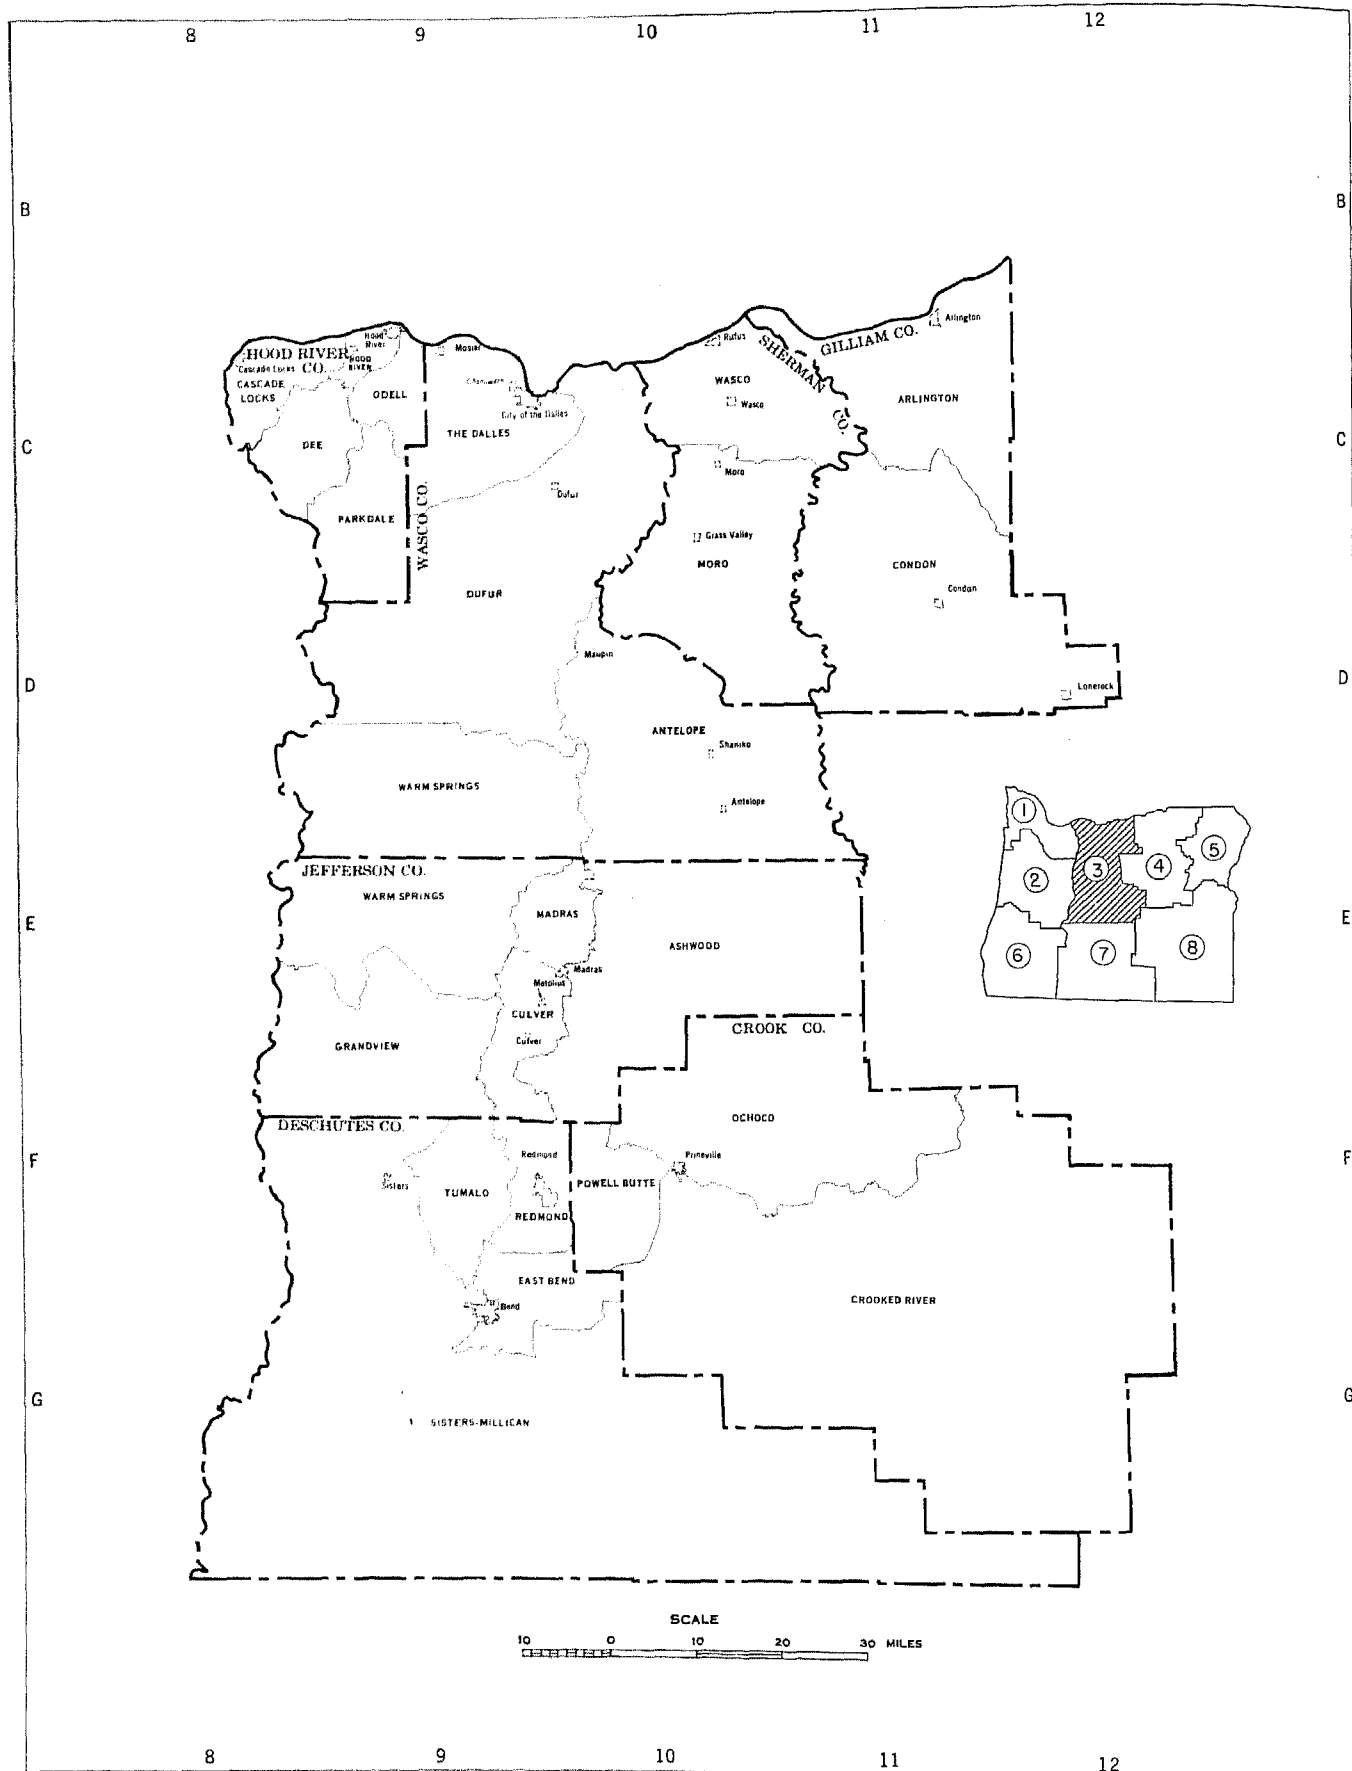 8 9 10 11 12
B B
Arlington
GILLIAM CO.
SHERMAN CO.
Rufus
Hood River
HOOD RIVER CO.
HOOD RIVER
Mosier
Cascade Locks
CASCADE LOCKS
ODELL
Chenoweth
City of the Dalles
WASCO
Wasco
ARLINGTON
THE DALLES
DEE
C C
Moro
Dufur
PARKDALE
WASCO CO.
Grass Valley
MORO
CONDON
Condon
DUFUR
Maupin
D D
Lonerock
ANTELOPE
Shaniko
WARM SPRINGS
Antelope
1
2
3
4
5
6
7
8
JEFFERSON CO.
WARM SPRINGS
MADRAS
E E
ASHWOOD
Madras
Metolius
CULVER
Culver
CROOK CO.
GRANDVIEW
OCHOCO
DESCHUTES CO.
Redmond
Prineville
F F
Sisters
TUMALO
POWELL BUTTE
REDMOND
EAST BEND
Bend
CROOKED RIVER
G G
SISTERS-MILLICAN
SCALE
10 0 10 20 30 MILES
8 9 10 11 12